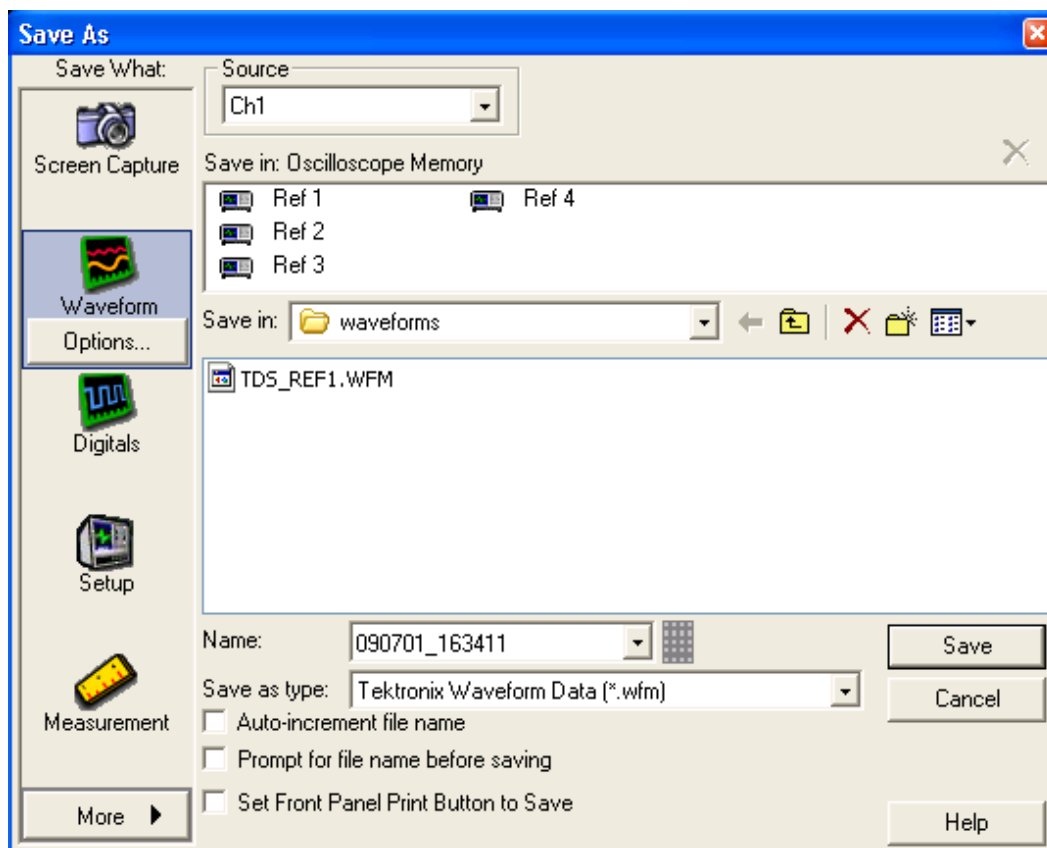 Save As
Save What:
Screen Capture
Waveform
Options...
Digitals
Setup
Measurement
More
Source
Ch1
Save in: Oscilloscope Memory
Ref 1
Ref 2
Ref 3
Ref 4
Save in:
waveforms
TDS_REF1.WFM
Name:
090701_163411
Save as type:
Tektronix Waveform Data (*.wfm)
Auto-increment file name
Prompt for file name before saving
Set Front Panel Print Button to Save
Save
Cancel
Help